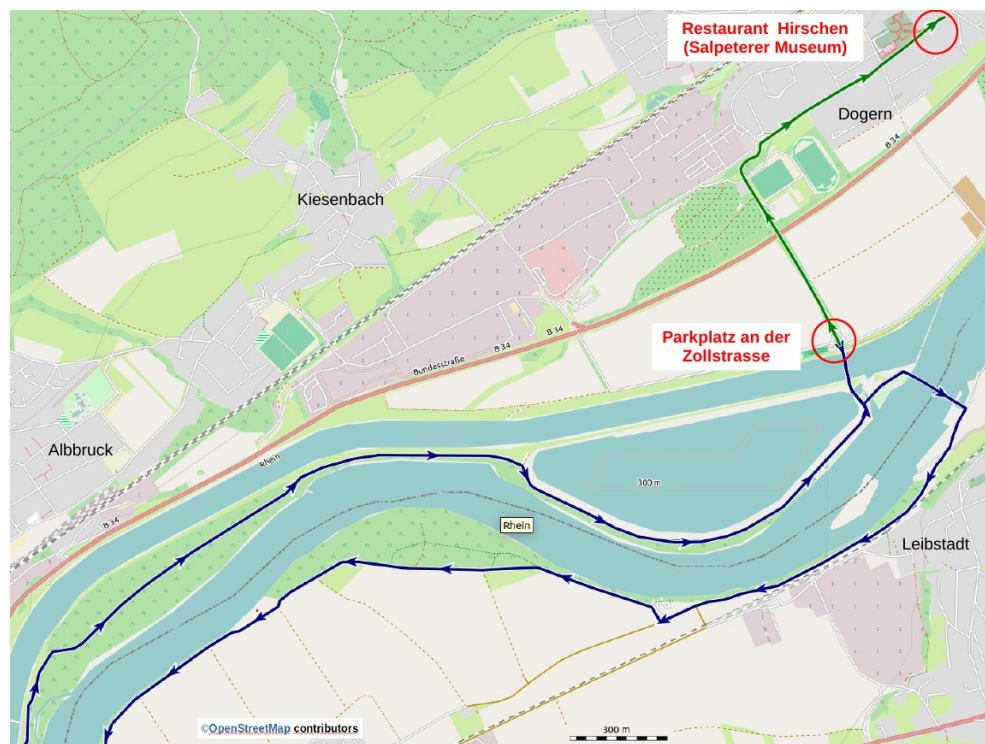 Restaurant Hirschen
(Salpeterer Museum)
Dogern
B 34
Kiesenbach
Parkplatz an der
Zollstrasse
B 34
B 34
Bundesstraße
Albbruck
Rhein
300 m
B 34
Rhein
Leibstadt
©OpenStreetMap contributors
300 m